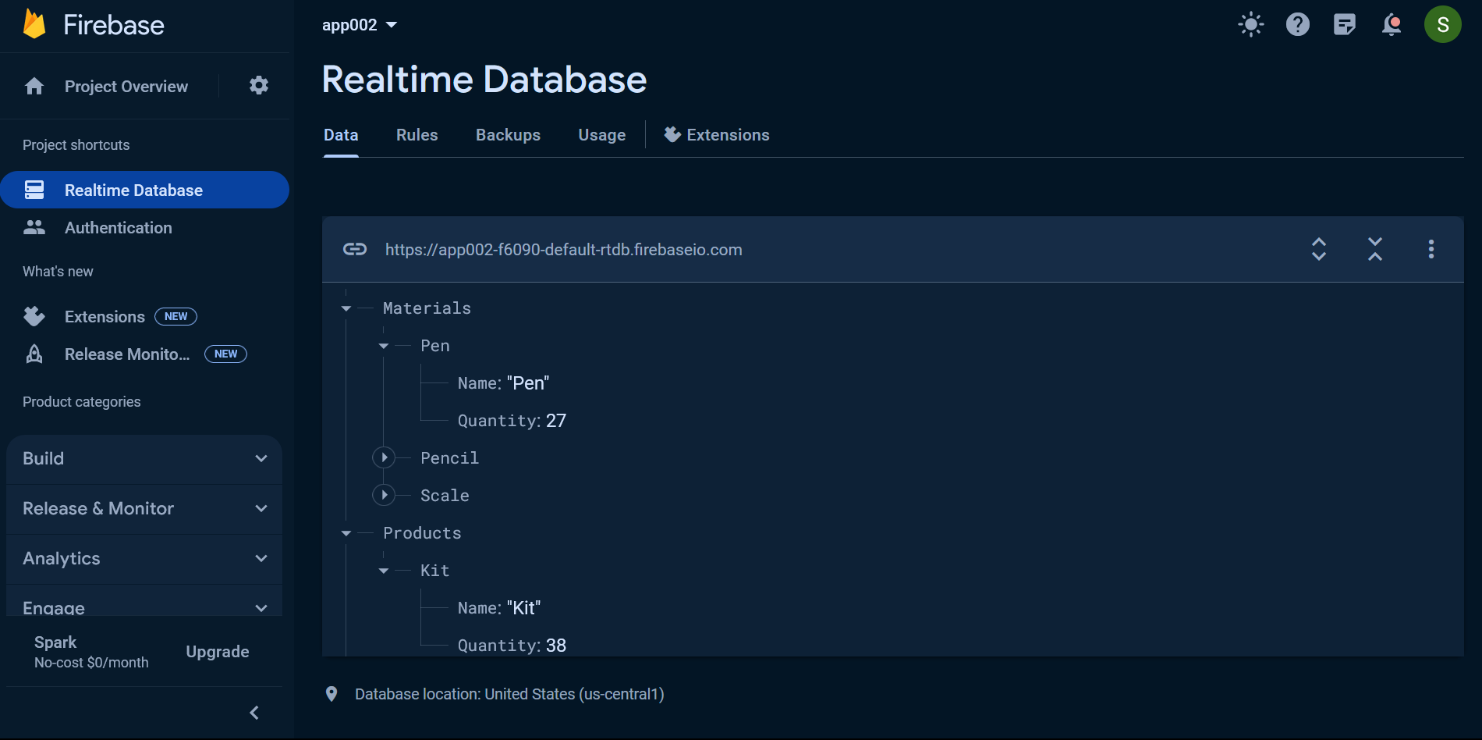 Firebase
Project Overview
Project shortcuts
Realtime Database
Authentication
What's new
Extensions NEW
Release Monito... NEW
Product categories
Build
Release & Monitor
Analytics
Engage
Spark
No-cost $0/month
Upgrade
app002
S
Realtime Database
Data Rules Backups Usage Extensions
https://app002-f6090-default-rtdb.firebaseio.com
Materials
Pen
Name: "Pen"
Quantity: 27
Pencil
Scale
Products
Kit
Name: "Kit"
Quantity: 38
Database location: United States (us-central1)